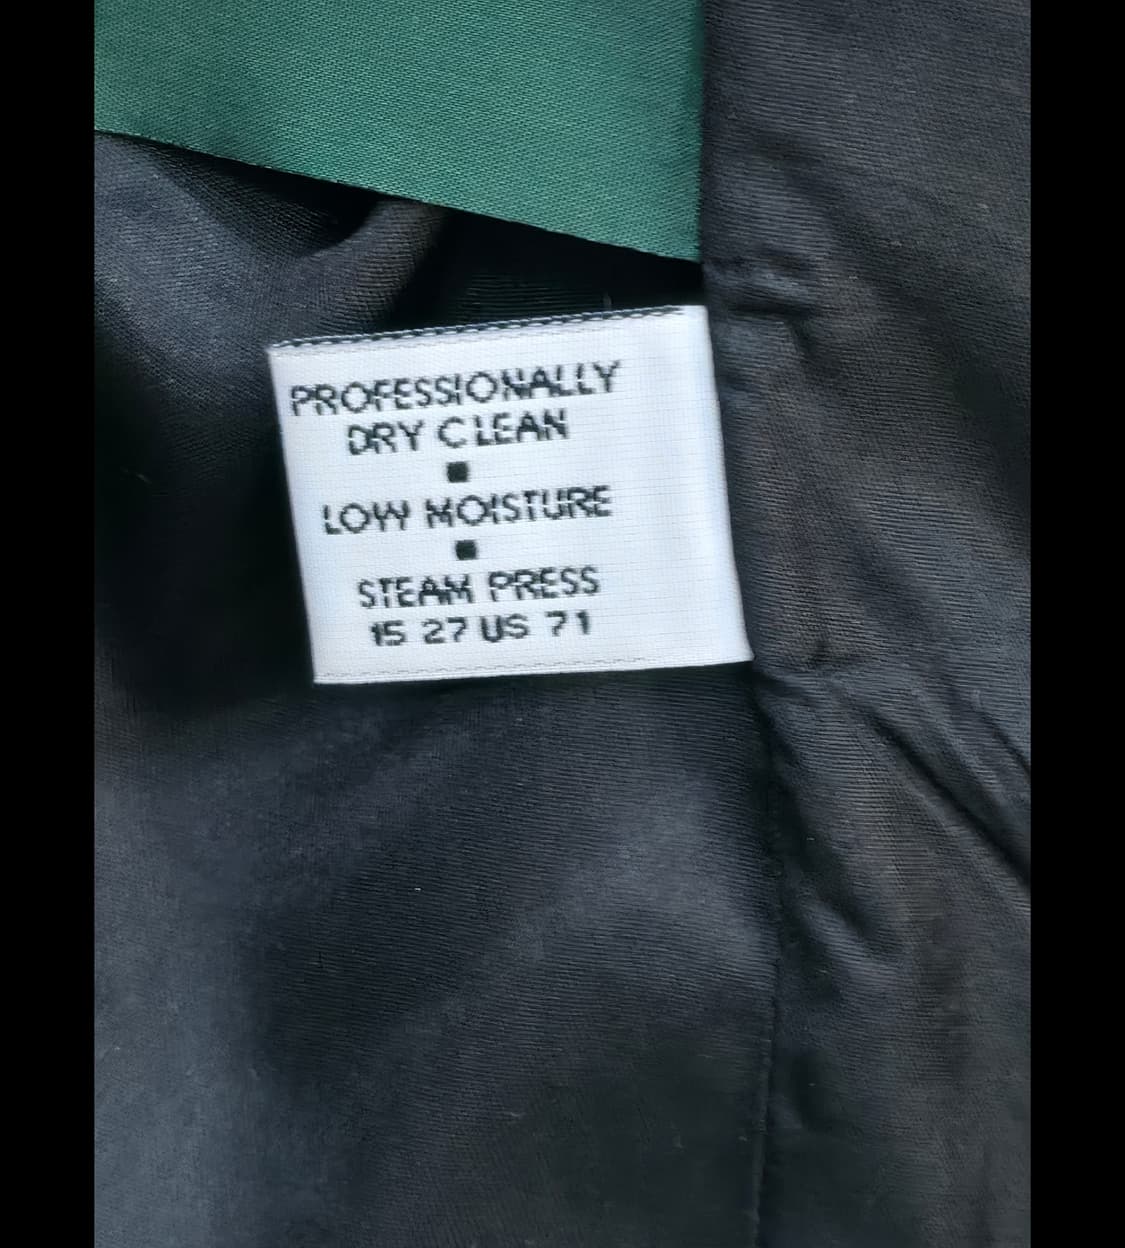 PROFESSIONALLY
DRY CLEAN
LOW MOISTURE
STEAM PRESS
15 27 US 71